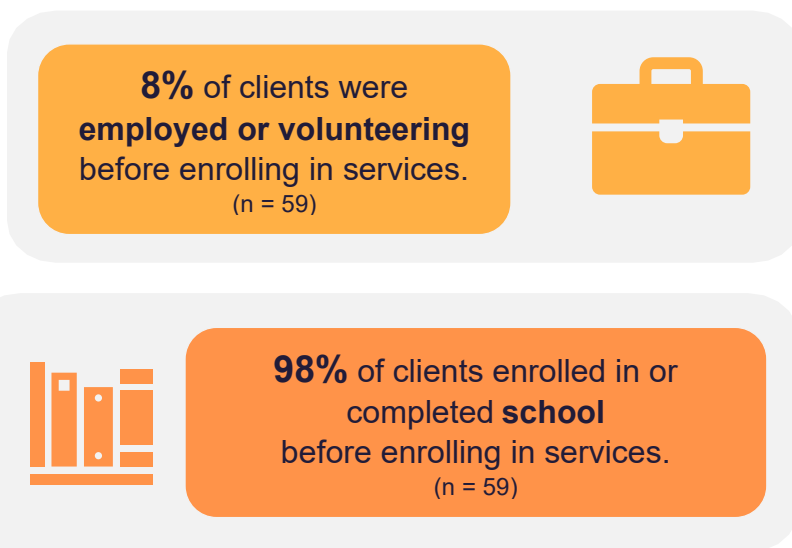 8% of clients were
employed or volunteering
before enrolling in services.
(n = 59)
98% of clients enrolled in or
completed school
before enrolling in services.
(n = 59)